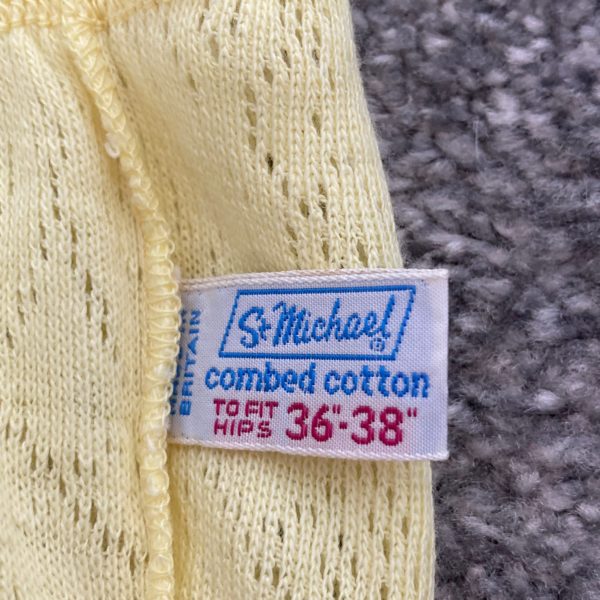 St Michael ®
combed cotton
TO FIT
HIPS 36"-38"
BRITAIN